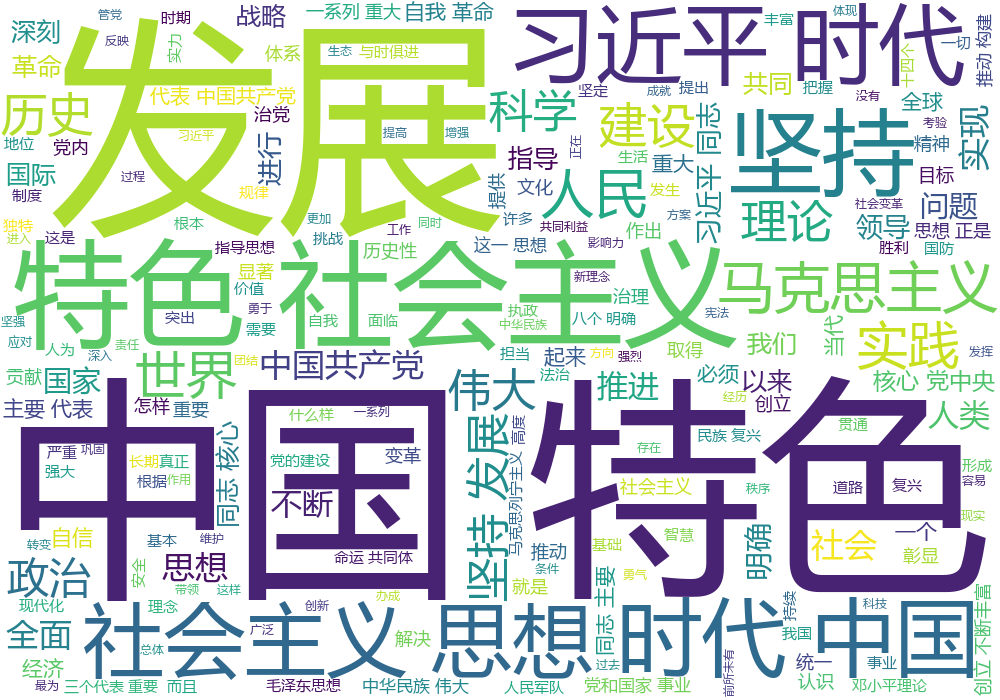 发展
习近平 时代
中国 特色
特色 社会主义
坚持
社会主义 思想
时代 中国
马克思主义
人民
科学
建设
理论
实践
世界
历史
伟大
中国共产党
坚持 发展
政治
思想
全面
不断
推进
社会
实现
明确
国家
国际
进行
指导
领导
问题
我们
以来
人类
必须
习近平 同志
同志 核心
同志 主要
核心 党中央
主要 代表
代表 中国共产党
深刻
革命
管党
反映
时期
实力
战略
体系
一系列 重大
自我 革命
生态
与时俱进
丰富
体现
推动 构建
一切
十四个
共同
把握
没有
成就
提出
坚定
全球
考验
精神
目标
地位
党内
治党
习近平
提高
增强
正在
生活
重大
制度
过程
规律
提供
文化
许多
发生
方案
社会变革
思想 正是
独特
进入
这是
根本
更加
同时
工作
共同利益
作出
胜利
国防
指导思想
挑战
历史性
这一 思想
影响力
显著
价值
突出
勇于
需要
自我
面临
新理念
治理
执政
中华民族
八个 明确
宪法
坚强
应对
人为
深入
责任
团结
担当
起来
方向
强烈
取得
当代
发挥
法治
贡献
怎样
重要
什么样
一系列
经历
创立
贯通
严重
巩固
强大
长期
真正
根据
作用
党的建设
变革
高度
马克思列宁主义
民族 复兴
存在
社会主义
秩序
道路
复兴
形成
容易
现实
一个
彰显
自信
转变
基本
维护
命运 共同体
推动
条件
基础
智慧
安全
带领
这样
办成
就是
勇气
现代化
理念
创新
广泛
总体
解决
过去
前所未有
持续
我国
科技
统一
事业
认识
创立 不断丰富
经济
最为
三个代表 重要
而且
毛泽东思想
中华民族 伟大
人民军队
党和国家 事业
邓小平理论